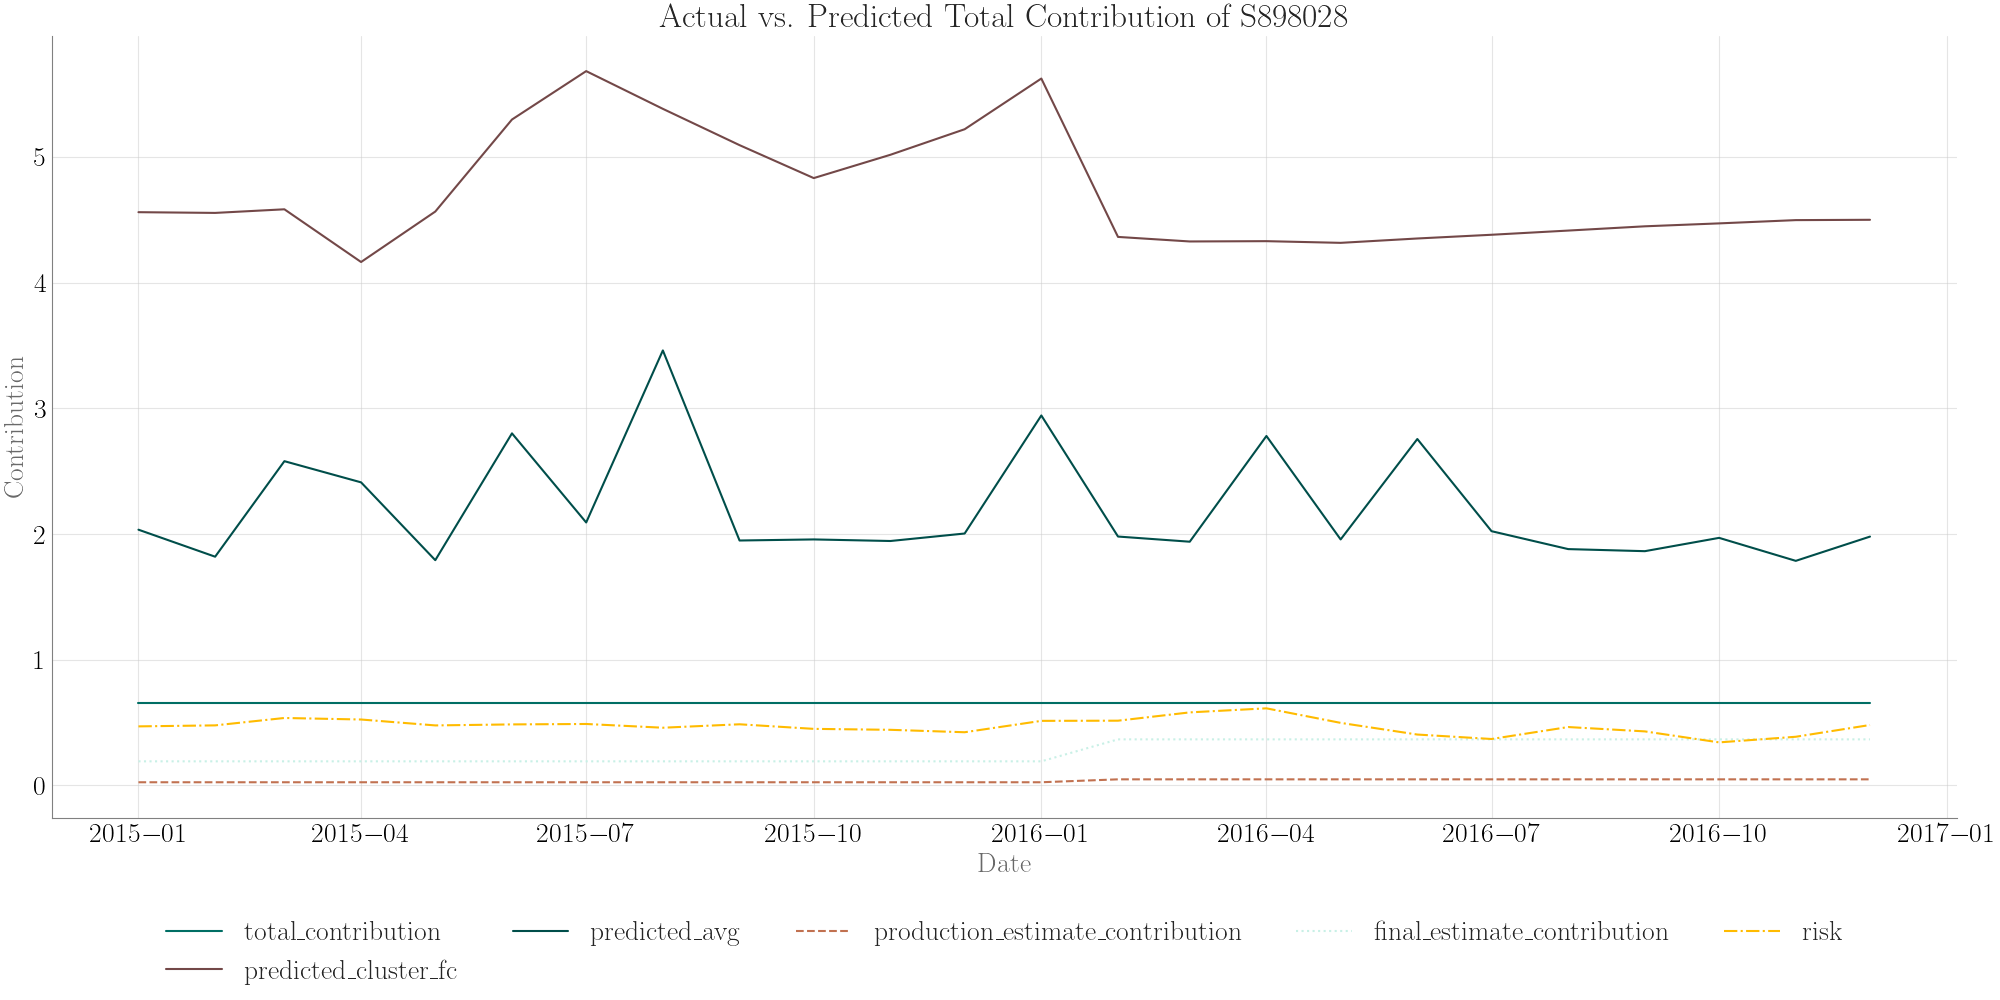 Actual vs. Predicted Total Contribution of S898028
Contribution
5
4
3
2
1
0
2015–01 2015–04 2015–07 2015–10 2016–01 2016–04 2016–07 2016–10 2017–01
Date
total_contribution predicted_avg production_estimate_contribution final_estimate_contribution risk
predicted_cluster_fc